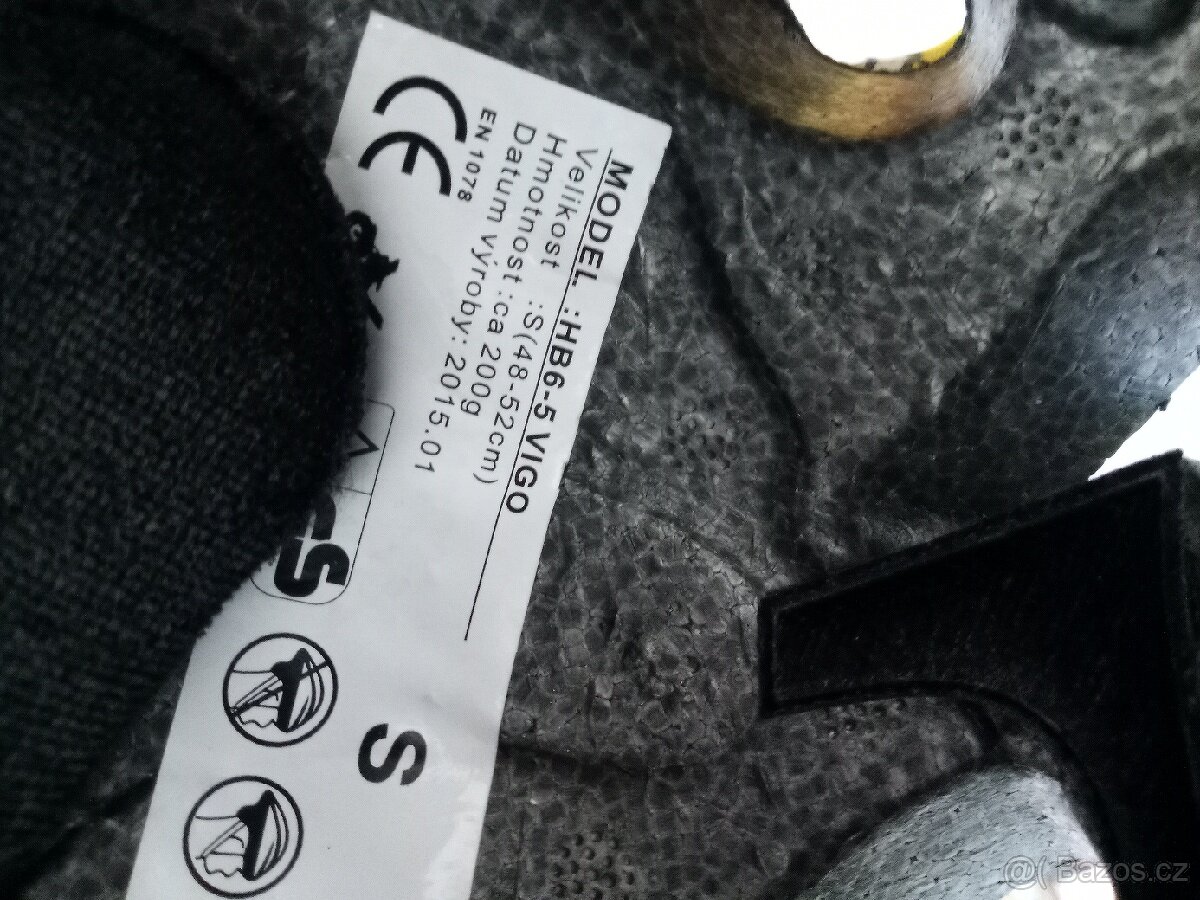 MODEL :HB6-5 VIGO
Velikost :S(48-52cm)
Hmotnost :ca 200g
Datum výroby: 2015.01
EN 1078
CE
S
@( Bazos.cz